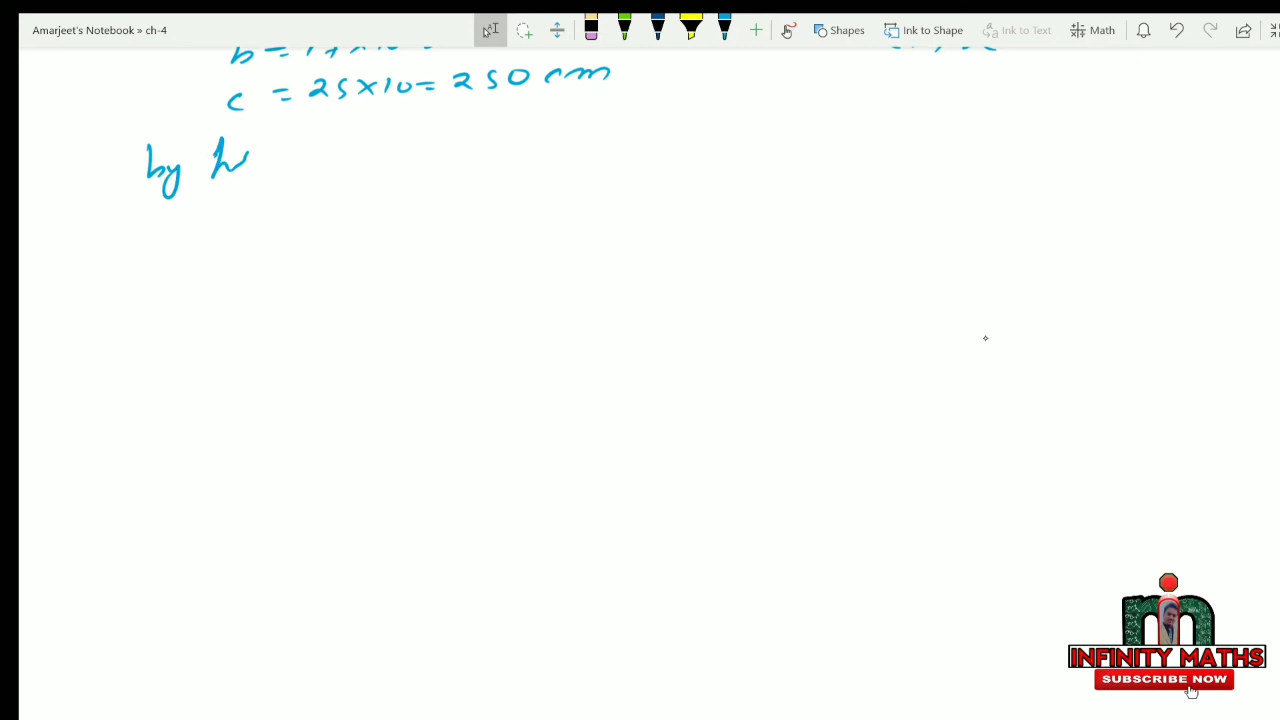 Amarjeet's Notebook » ch-4
Shapes
Ink to Shape
Ink to Text
Math
c = 25×10= 250 cm
by
INFINITY MATHS
SUBSCRIBE NOW